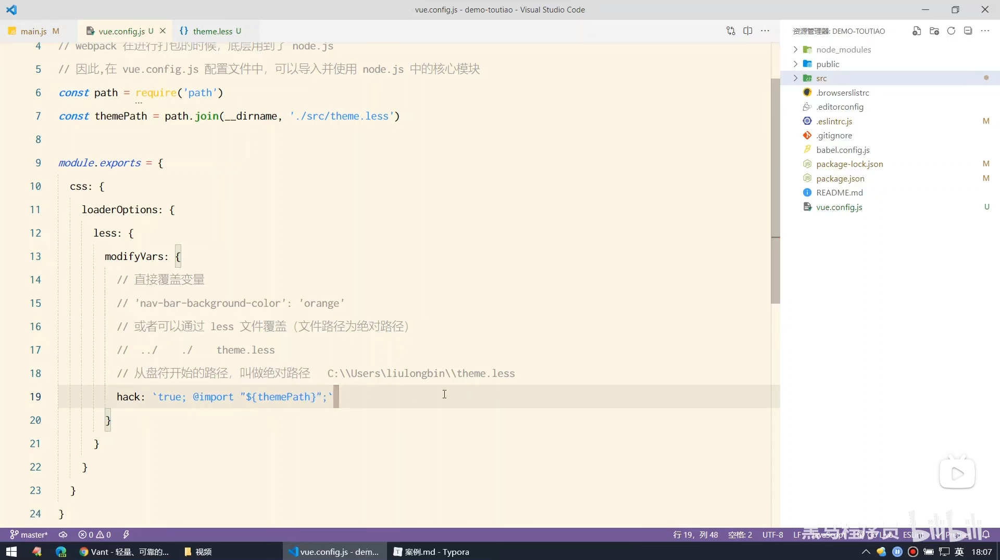 vue.config.js - demo-toutiao - Visual Studio Code
main.js M
vue.config.js U
theme.less U
资源管理器: DEMO-TOUTIAO
4 // webpack 在进行打包的时候，底层用到了 node.js
5 // 因此,在 vue.config.js 配置文件中，可以导入并使用 node.js 中的核心模块
6 const path = require('path')
7 const themePath = path.join(__dirname, './src/theme.less')
8
9 module.exports = {
10 css: {
11 loaderOptions: {
12 less: {
13 modifyVars: {
14 // 直接覆盖变量
15 // 'nav-bar-background-color': 'orange'
16 // 或者可以通过 less 文件覆盖（文件路径为绝对路径）
17 // ../ ./ theme.less
18 // 从盘符开始的路径，叫做绝对路径 C:\\Users\liulongbin\\theme.less
19 hack: `true; @import "${themePath}";`
20 }
21 }
22 }
23 }
24 }
node_modules
public
src
.browserslistrc
.editorconfig
.eslintrc.js M
.gitignore
babel.config.js
package-lock.json M
package.json M
README.md
vue.config.js U
master* 0 0
行 19，列 48 空格: 2 UTF-8 LF JavaScript Go Live ESLint Prettier
黑马程序员 bilibili
Vant - 轻量、可靠的...
视频
vue.config.js - dem...
案例.md - Typora
英 18:07